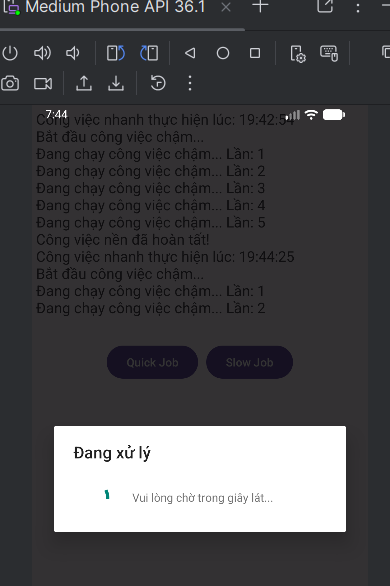 Medium Phone API 36.1
7:44
Công việc nhanh thực hiện lúc: 19:42:54
Bắt đầu công việc chậm...
Đang chạy công việc chậm... Lần: 1
Đang chạy công việc chậm... Lần: 2
Đang chạy công việc chậm... Lần: 3
Đang chạy công việc chậm... Lần: 4
Đang chạy công việc chậm... Lần: 5
Công việc nền đã hoàn tất!
Công việc nhanh thực hiện lúc: 19:44:25
Bắt đầu công việc chậm...
Đang chạy công việc chậm... Lần: 1
Đang chạy công việc chậm... Lần: 2
Quick Job Slow Job
Đang xử lý
Vui lòng chờ trong giây lát...